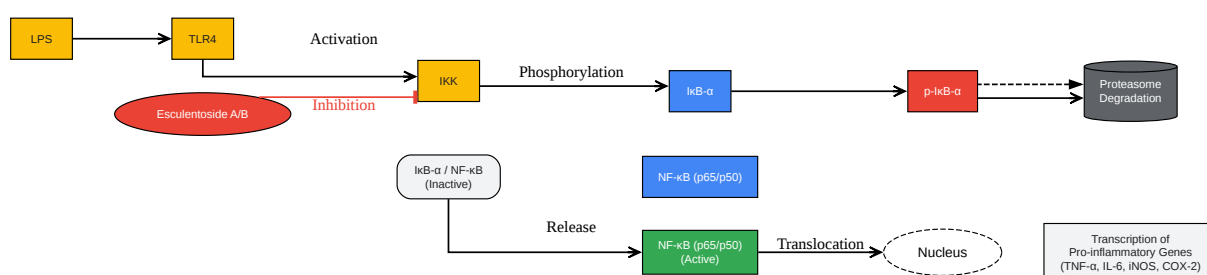 LPS
TLR4
Activation
IKK
Phosphorylation
IκB-α
p-IκB-α
Proteasome
Degradation
Esculentoside A/B
Inhibition
IκB-α / NF-κB
(Inactive)
NF-κB (p65/p50)
Release
NF-κB (p65/p50)
(Active)
Translocation
Nucleus
Transcription of
Pro-inflammatory Genes
(TNF-α, IL-6, iNOS, COX-2)